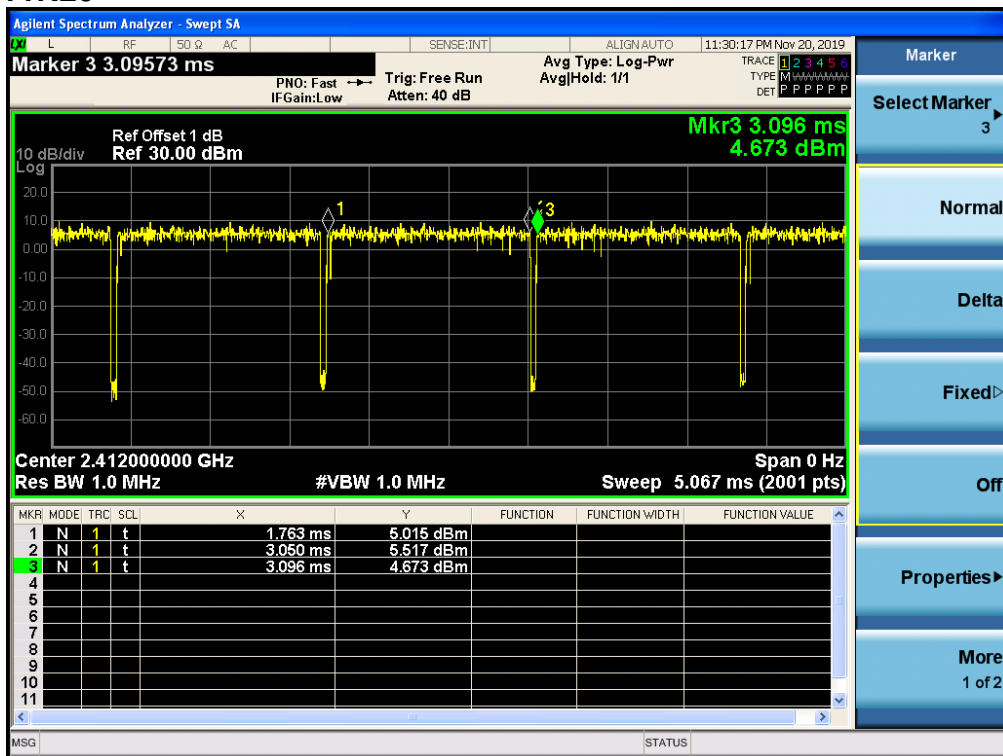 Agilent Spectrum Analyzer - Swept SA
LXI L RF 50 Ω AC SENSE:INT ALIGN AUTO 11:30:17 PM Nov 20, 2019
Marker 3 3.09573 ms
PNO: Fast
IFGain:Low
Trig: Free Run
Atten: 40 dB
Avg Type: Log-Pwr
Avg|Hold: 1/1
TRACE 1 2 3 4 5 6
TYPE M
DET P P P P P P
Mkr3 3.096 ms
4.673 dBm
Ref Offset 1 dB
10 dB/div Ref 30.00 dBm
Log
20.0
10.0
0.00
-10.0
-20.0
-30.0
-40.0
-50.0
-60.0
1
3
Center 2.412000000 GHz Span 0 Hz
Res BW 1.0 MHz #VBW 1.0 MHz Sweep 5.067 ms (2001 pts)
MKR MODE TRC SCL X Y FUNCTION FUNCTION WIDTH FUNCTION VALUE
1 N 1 t 1.763 ms 5.015 dBm
2 N 1 t 3.050 ms 5.517 dBm
3 N 1 t 3.096 ms 4.673 dBm
4
5
6
7
8
9
10
11
MSG STATUS
Marker
Select Marker
3
Normal
Delta
Fixed
Off
Properties
More
1 of 2